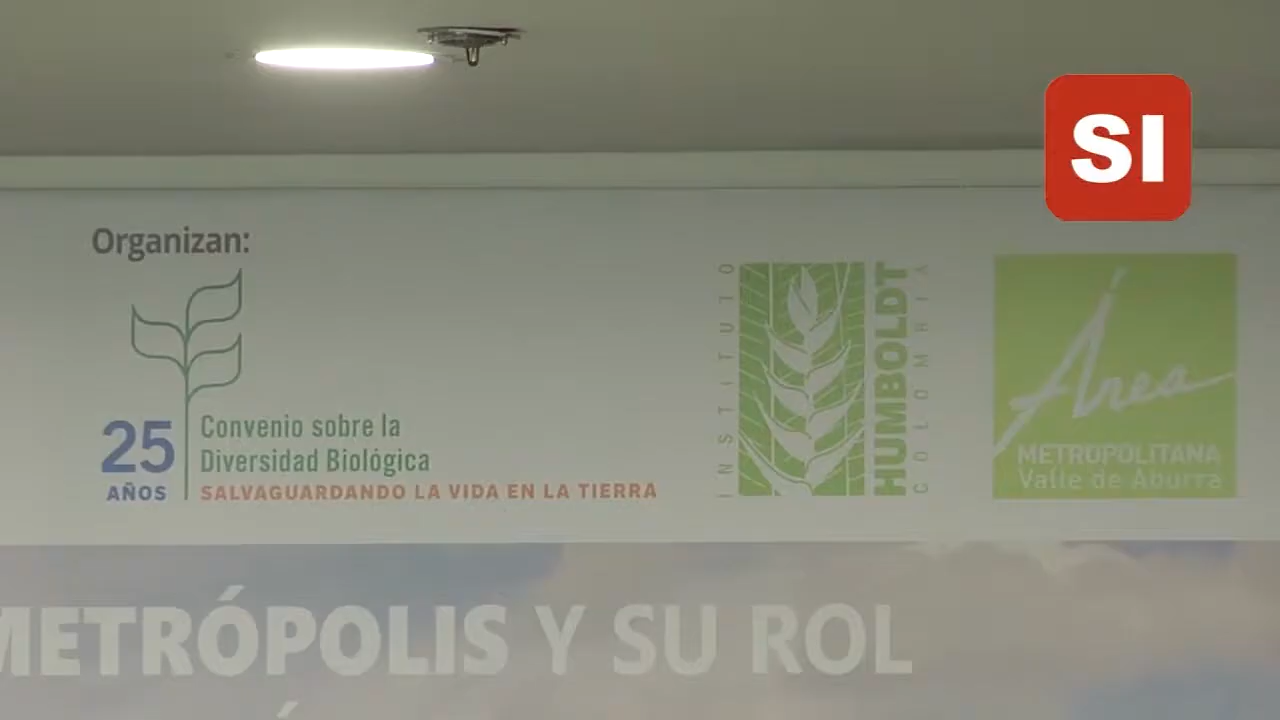 SI
Organizan:
25
AÑOS
Convenio sobre la
Diversidad Biológica
SALVAGUARDANDO LA VIDA EN LA TIERRA
INSTITUTO
HUMBOLDT
COLOMBIA
Área
METROPOLITANA
Valle de Aburra
METRÓPOLIS Y SU ROL